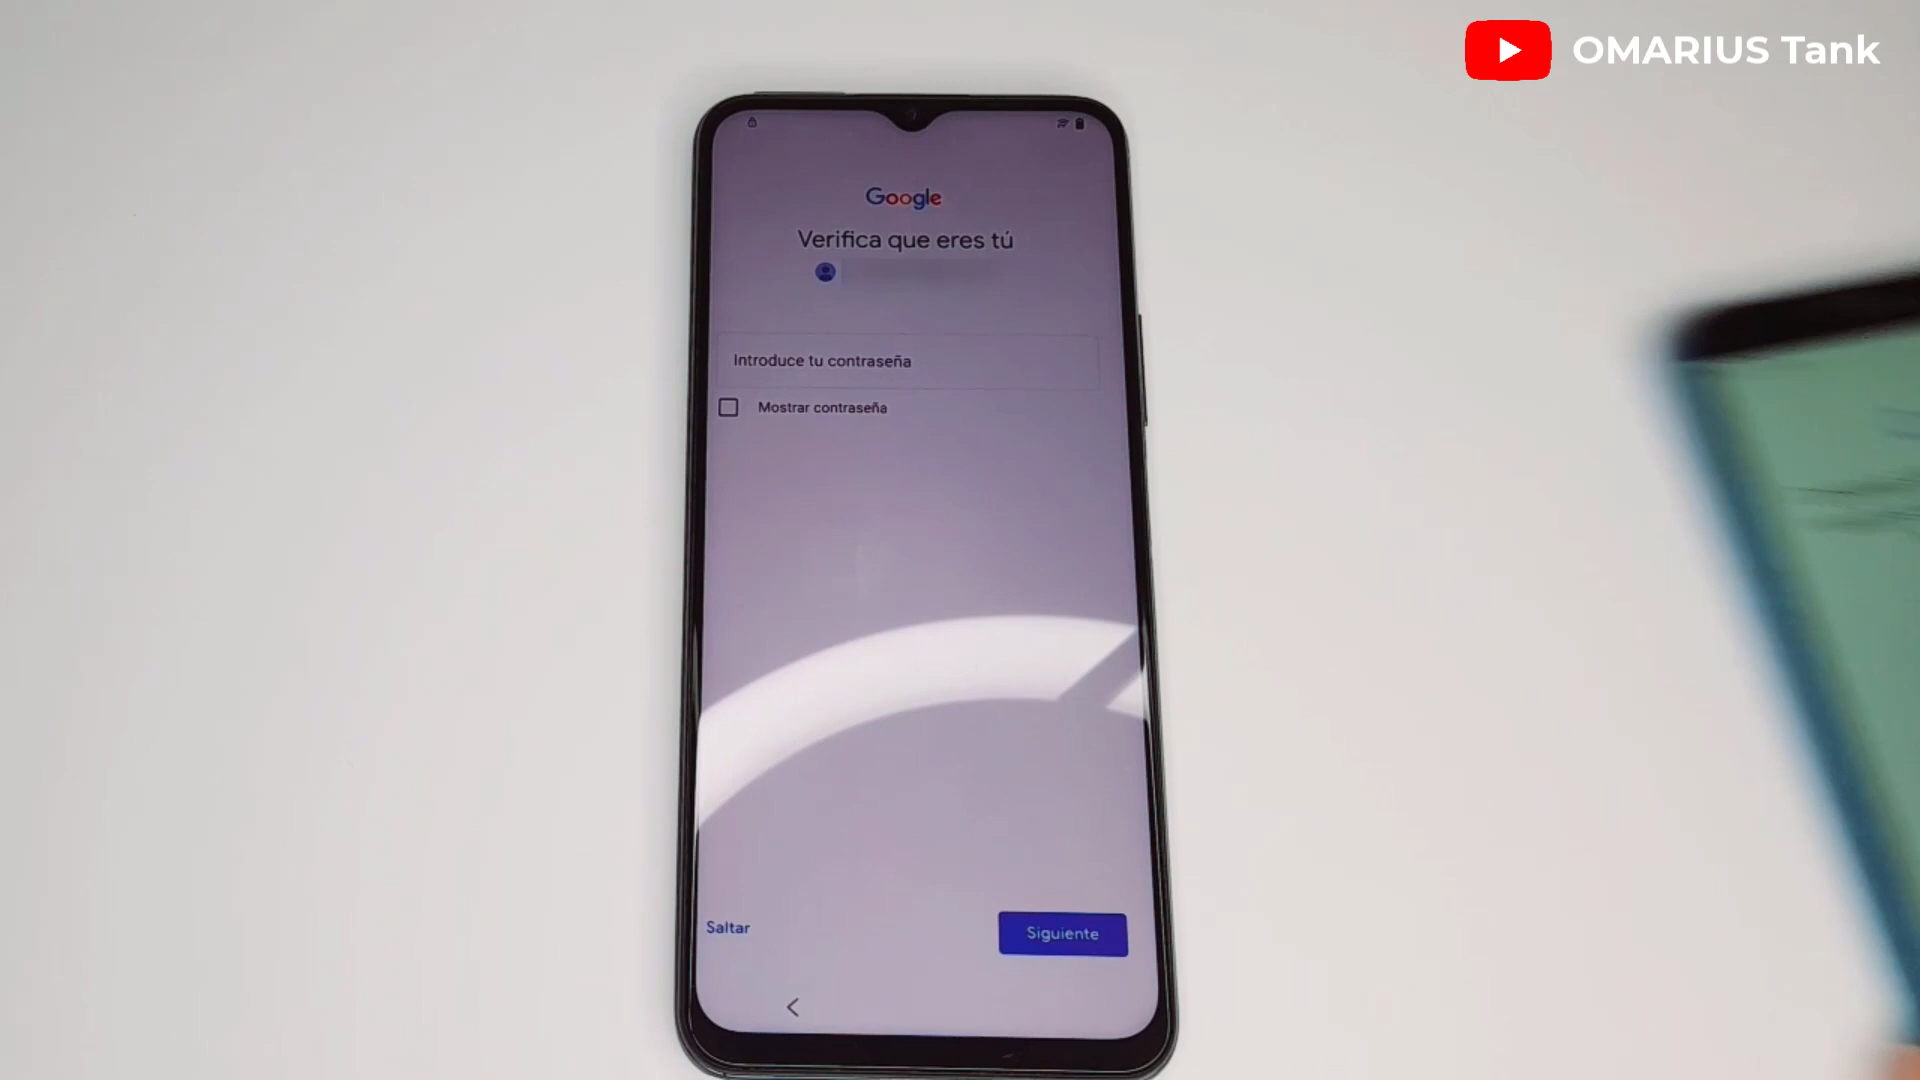 OMARIUS Tank
Google
Verifica que eres tú
Introduce tu contraseña
Mostrar contraseña
Saltar
Siguiente